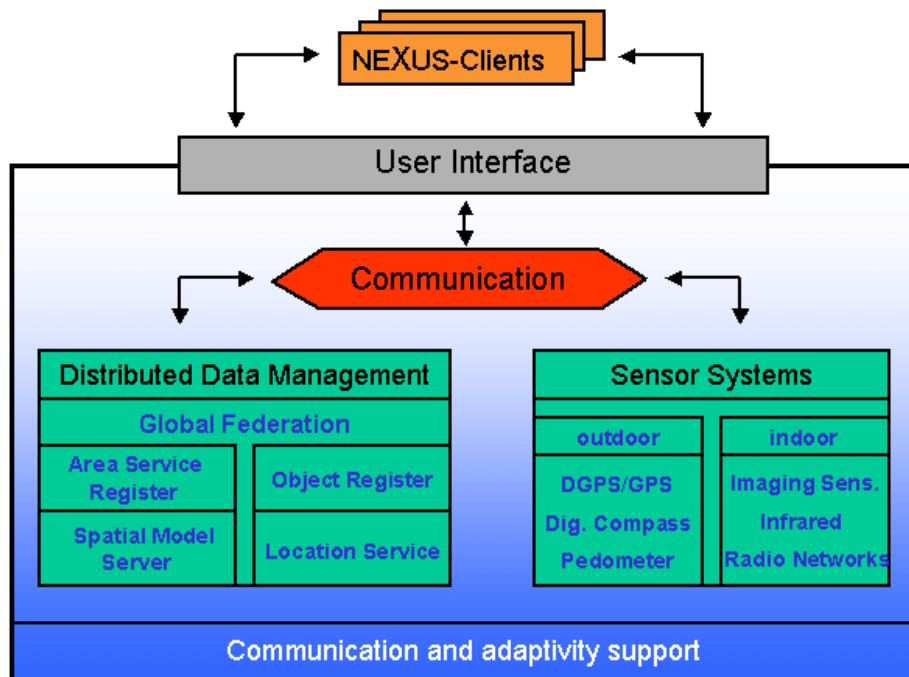 NEXUS-Clients
User Interface
Communication
Distributed Data Management
Global Federation
Area Service
Register
Object Register
Spatial Model
Server
Location Service
Sensor Systems
outdoor
indoor
DGPS/GPS
Dig. Compass
Pedometer
Imaging Sens.
Infrared
Radio Networks
Communication and adaptivity support